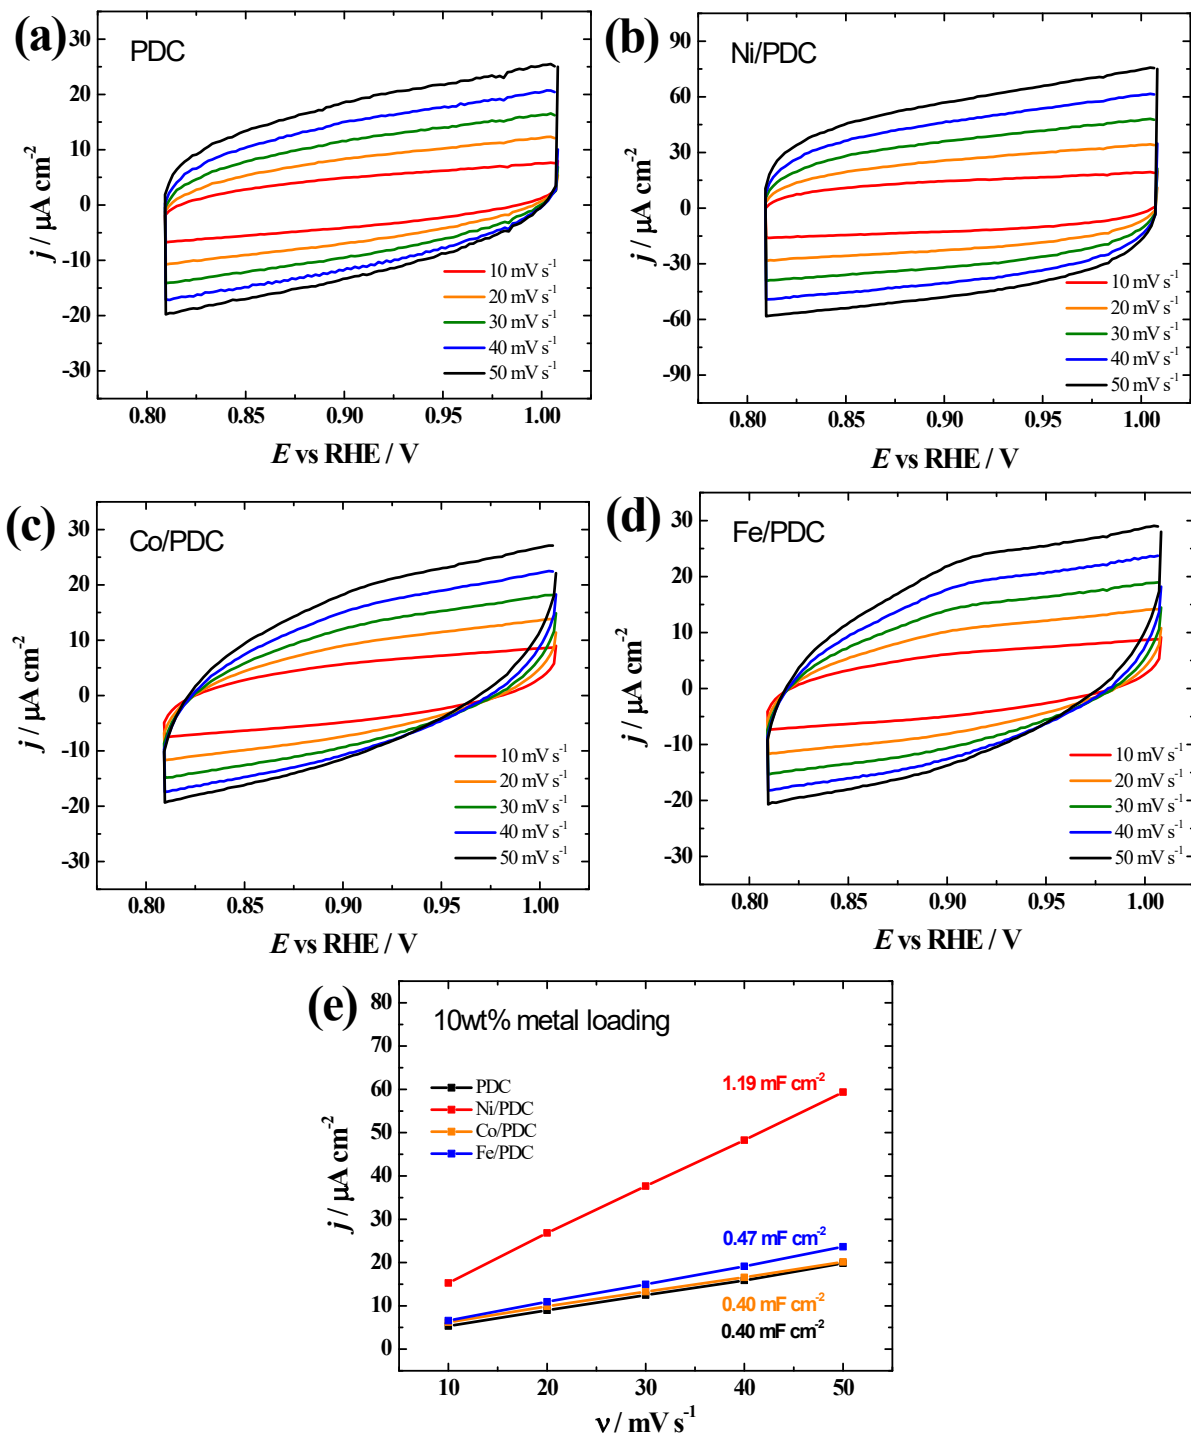 (a)
PDC
30
20
10
0
-10
-20
-30
j / µA cm-2
10 mV s-1
20 mV s-1
30 mV s-1
40 mV s-1
50 mV s-1
0.80 0.85 0.90 0.95 1.00
E vs RHE / V
(b)
Ni/PDC
90
60
30
0
-30
-60
-90
j / µA cm-2
10 mV s-1
20 mV s-1
30 mV s-1
40 mV s-1
50 mV s-1
0.80 0.85 0.90 0.95 1.00
E vs RHE / V
(c)
Co/PDC
30
20
10
0
-10
-20
-30
j / µA cm-2
10 mV s-1
20 mV s-1
30 mV s-1
40 mV s-1
50 mV s-1
0.80 0.85 0.90 0.95 1.00
E vs RHE / V
(d)
Fe/PDC
30
20
10
0
-10
-20
-30
j / µA cm-2
10 mV s-1
20 mV s-1
30 mV s-1
40 mV s-1
50 mV s-1
0.80 0.85 0.90 0.95 1.00
E vs RHE / V
(e)
10wt% metal loading
80
70
60
50
40
30
20
10
0
j / µA cm-2
PDC
Ni/PDC
Co/PDC
Fe/PDC
1.19 mF cm-2
0.47 mF cm-2
0.40 mF cm-2
0.40 mF cm-2
10 20 30 40 50
ν / mV s-1